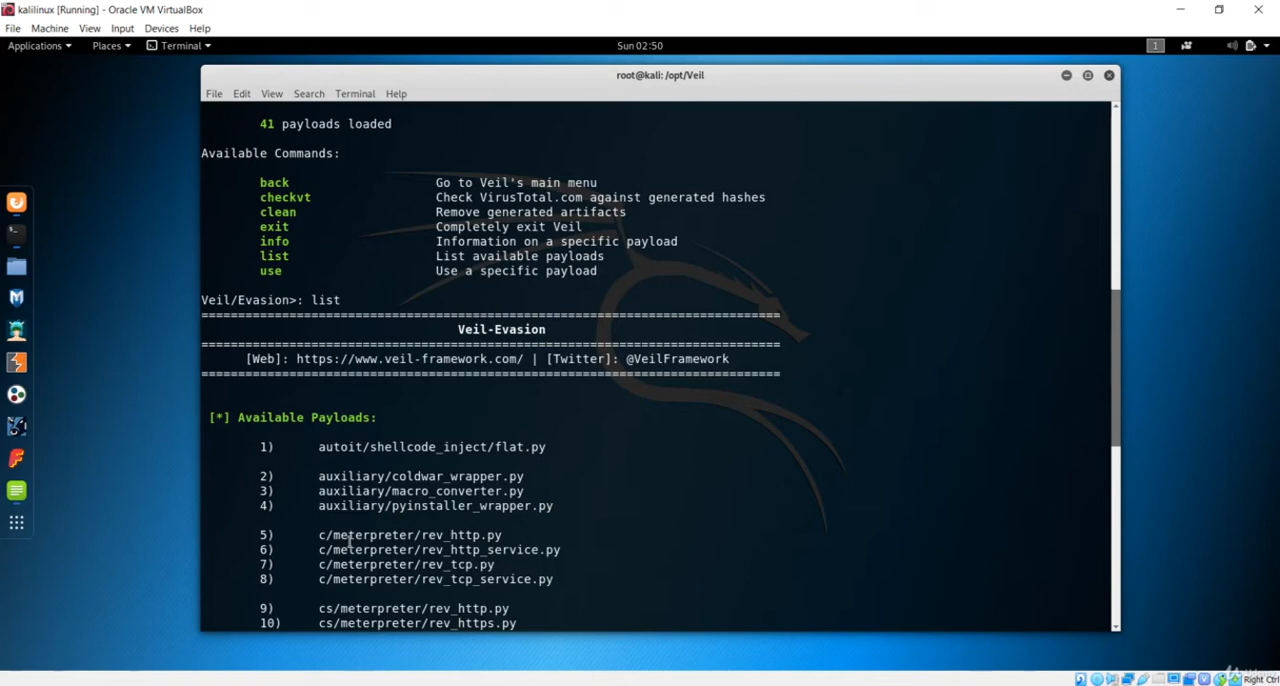 kalilinux [Running] - Oracle VM VirtualBox
File Machine View Input Devices Help
Applications Places Terminal Sun 02:50 1
root@kali: /opt/Veil
File Edit View Search Terminal Help
41 payloads loaded
Available Commands:
back Go to Veil's main menu
checkvt Check VirusTotal.com against generated hashes
clean Remove generated artifacts
exit Completely exit Veil
info Information on a specific payload
list List available payloads
use Use a specific payload
Veil/Evasion>: list
===============================================================================
Veil-Evasion
===============================================================================
[Web]: https://www.veil-framework.com/ | [Twitter]: @VeilFramework
===============================================================================
[*] Available Payloads:
1) autoit/shellcode_inject/flat.py
2) auxiliary/coldwar_wrapper.py
3) auxiliary/macro_converter.py
4) auxiliary/pyinstaller_wrapper.py
5) c/meterpreter/rev_http.py
6) c/meterpreter/rev_http_service.py
7) c/meterpreter/rev_tcp.py
8) c/meterpreter/rev_tcp_service.py
9) cs/meterpreter/rev_http.py
10) cs/meterpreter/rev_https.py
Right Ctrl